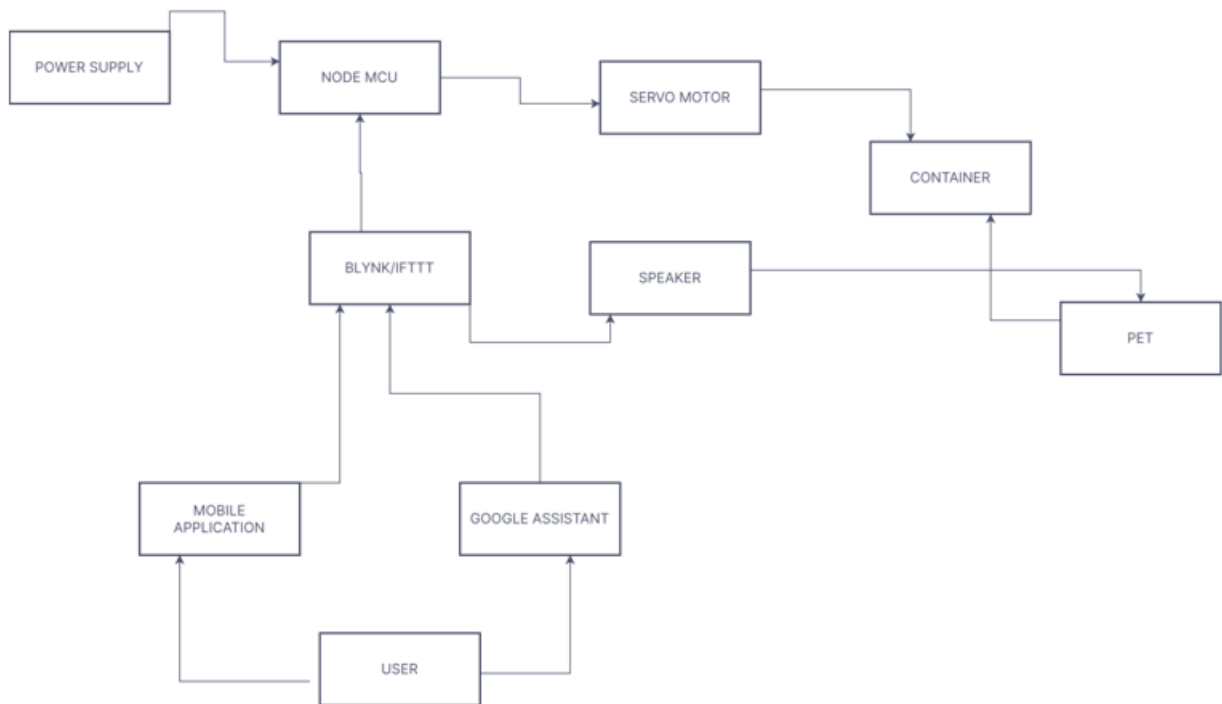 POWER SUPPLY
NODE MCU
SERVO MOTOR
CONTAINER
BLYNK/IFTTT
SPEAKER
PET
MOBILE
APPLICATION
GOOGLE ASSISTANT
USER